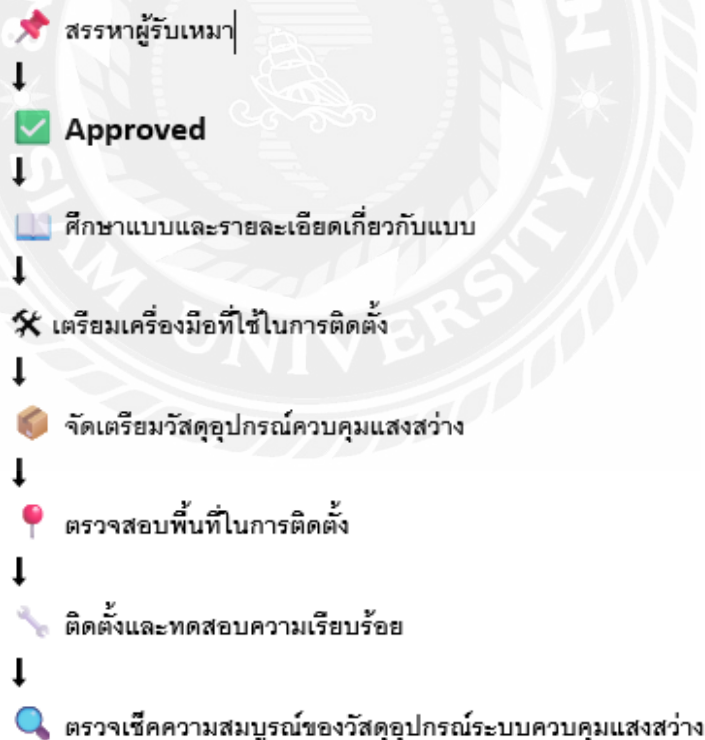 สรรหาผู้รับเหมา
Approved
ศึกษาแบบและรายละเอียดเกี่ยวกับแบบ
เตรียมเครื่องมือที่ใช้ในการติดตั้ง
จัดเตรียมวัสดุอุปกรณ์ควบคุมแสงสว่าง
ตรวจสอบพื้นที่ในการติดตั้ง
ติดตั้งและทดสอบความเรียบร้อย
ตรวจเช็คความสมบูรณ์ของวัสดุอุปกรณ์ระบบควบคุมแสงสว่าง
SIAM UNIVERSITY